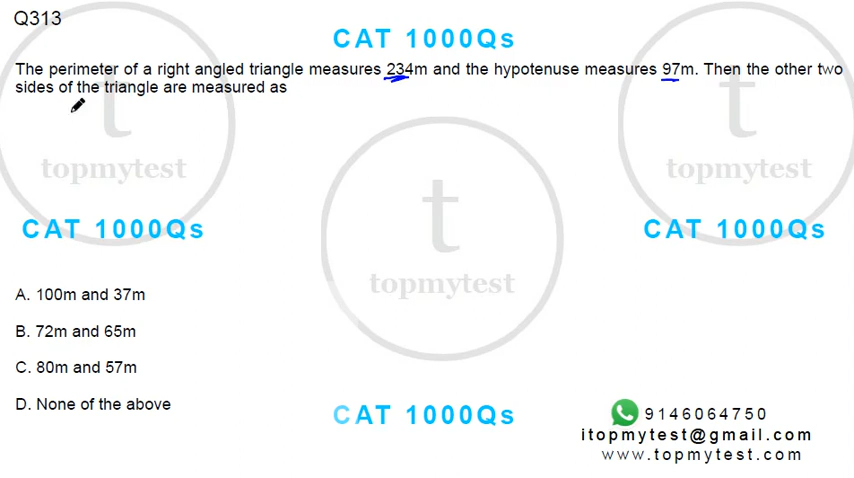 Q313
CAT 1000Qs
The perimeter of a right angled triangle measures 234m and the hypotenuse measures 97m. Then the other two
sides of the triangle are measured as
t
t
topmytest
topmytest
t
CAT 1000Qs
CAT 1000Qs
topmytest
A. 100m and 37m
B. 72m and 65m
C. 80m and 57m
D. None of the above
CAT 1000Qs
9146064750
itopmytest@gmail.com
www.topmytest.com